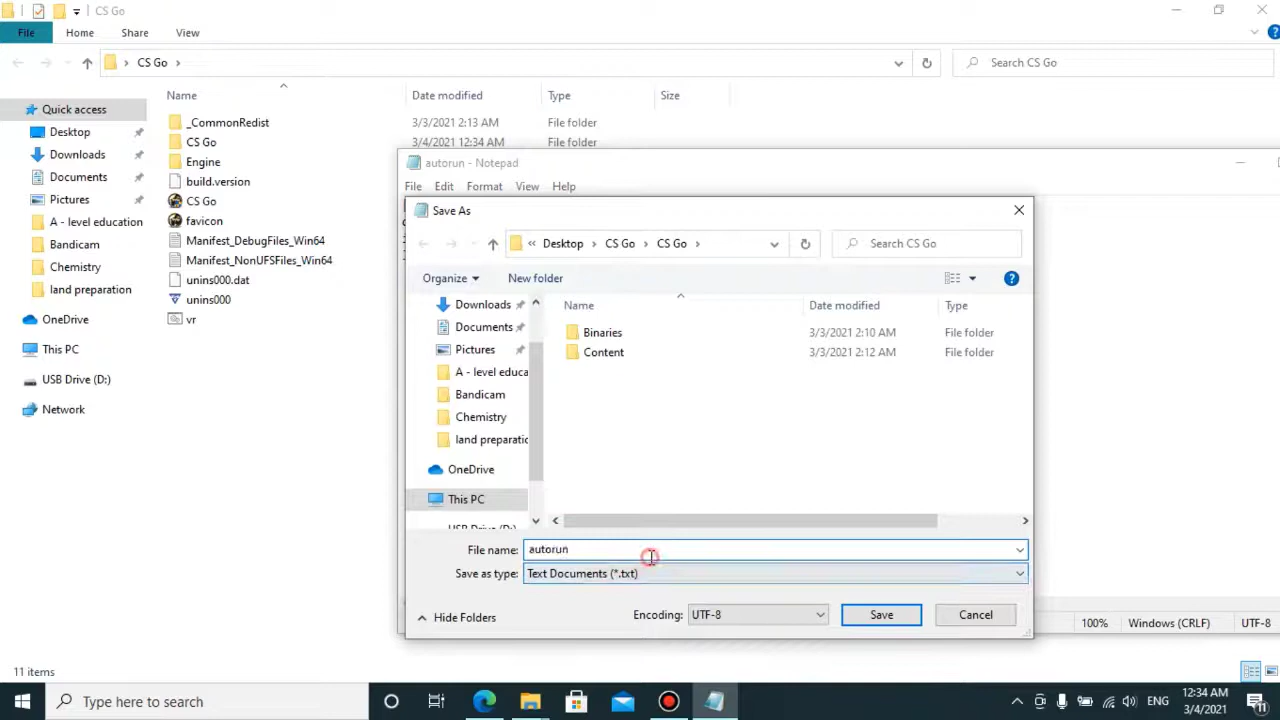 CS Go
File Home Share View
CS Go
Search CS Go
Name Date modified Type Size
Quick access
Desktop
Downloads
Documents
Pictures
A - level education
Bandicam
Chemistry
land preparation
OneDrive
This PC
USB Drive (D:)
Network
_CommonRedist 3/3/2021 2:13 AM File folder
CS Go 3/4/2021 12:34 AM File folder
Engine
build.version
CS Go
favicon
Manifest_DebugFiles_Win64
Manifest_NonUFSFiles_Win64
unins000.dat
unins000
vr
autorun - Notepad
File Edit Format View Help
Save As
« Desktop CS Go CS Go
Search CS Go
Organize New folder
Name Date modified Type
Downloads
Documents
Pictures
A - level educa
Bandicam
Chemistry
land preparatic
OneDrive
This PC
USB Drive (D:)
Binaries 3/3/2021 2:10 AM File folder
Content 3/3/2021 2:12 AM File folder
File name: autorun
Save as type: Text Documents (*.txt)
Hide Folders Encoding: UTF-8 Save Cancel
100% Windows (CRLF) UTF-8
11 items
Type here to search
ENG
12:34 AM
3/4/2021
11